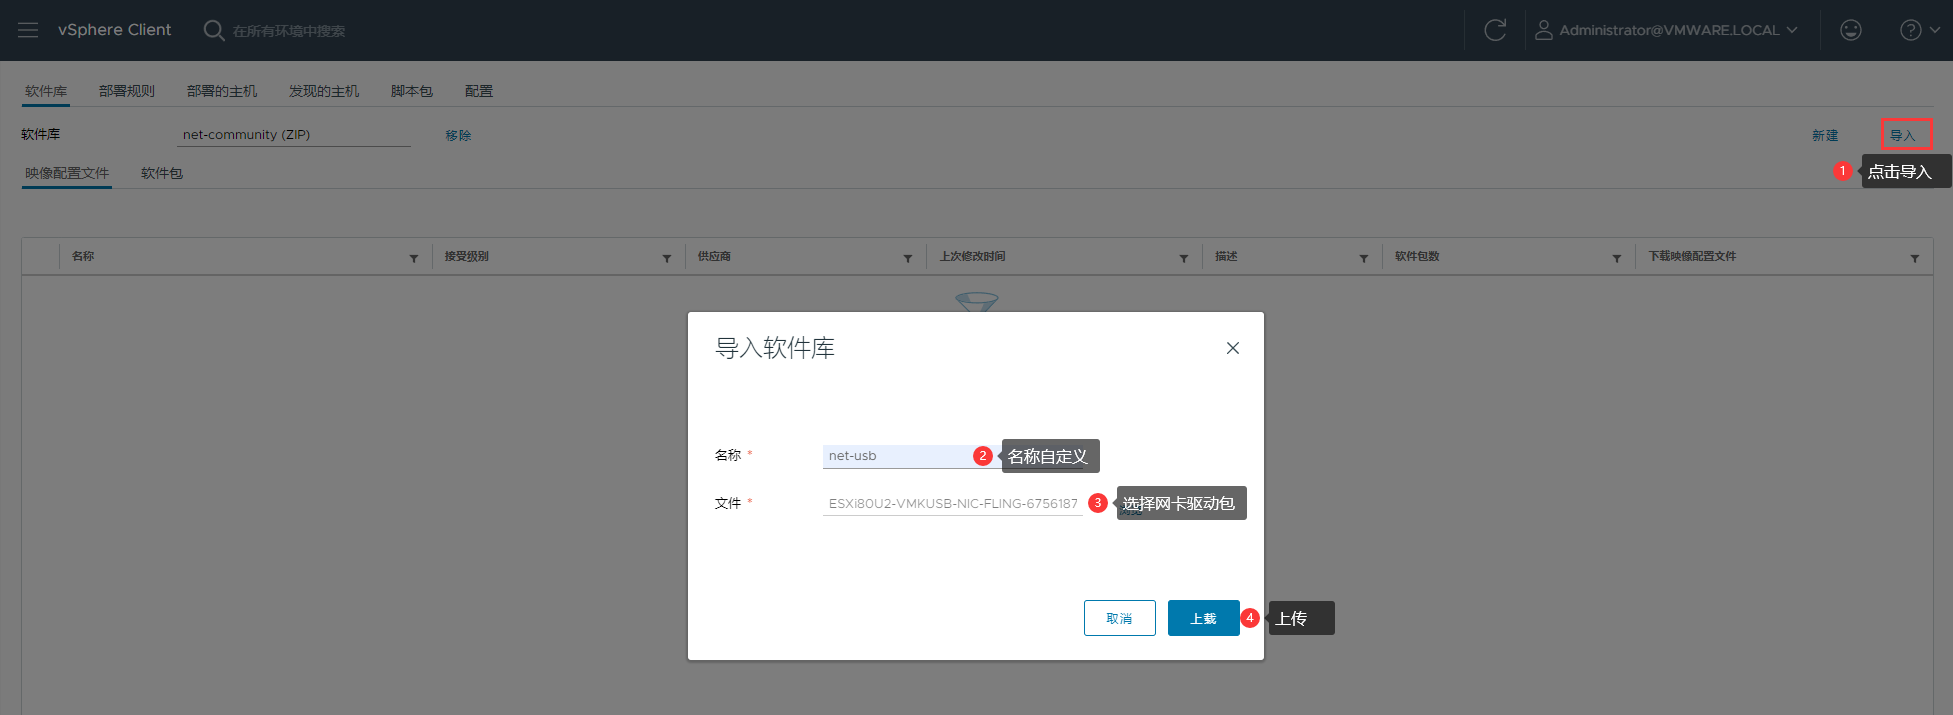 vSphere Client
在所有环境中搜索
Administrator@VMWARE.LOCAL
软件库 部署规则 部署的主机 发现的主机 脚本包 配置
软件库 net-community (ZIP) 移除 新建 导入
1 点击导入
映像配置文件 软件包
名称 接受级别 供应商 上次修改时间 描述 软件包数 下载映像配置文件
导入软件库
名称 * net-usb 2 名称自定义
文件 * ESXi80U2-VMKUSB-NIC-FLING-6756187 3 选择网卡驱动包
取消 上载 4 上传